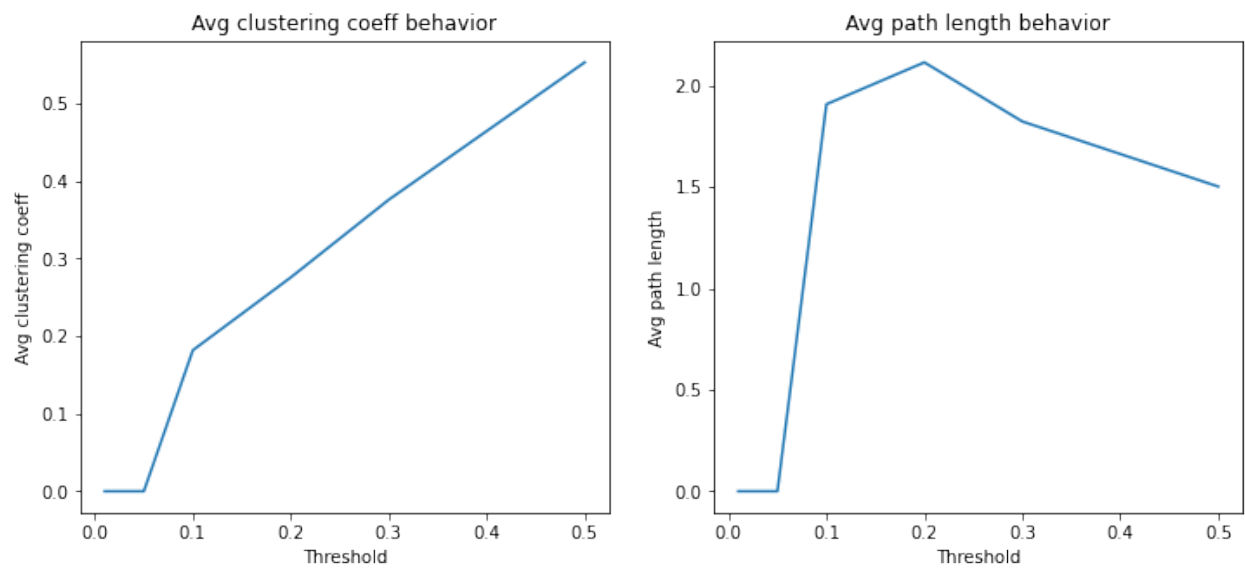 Avg clustering coeff behavior
Avg clustering coeff
0.5
0.4
0.3
0.2
0.1
0.0
0.0 0.1 0.2 0.3 0.4 0.5
Threshold
Avg path length behavior
Avg path length
2.0
1.5
1.0
0.5
0.0
0.0 0.1 0.2 0.3 0.4 0.5
Threshold